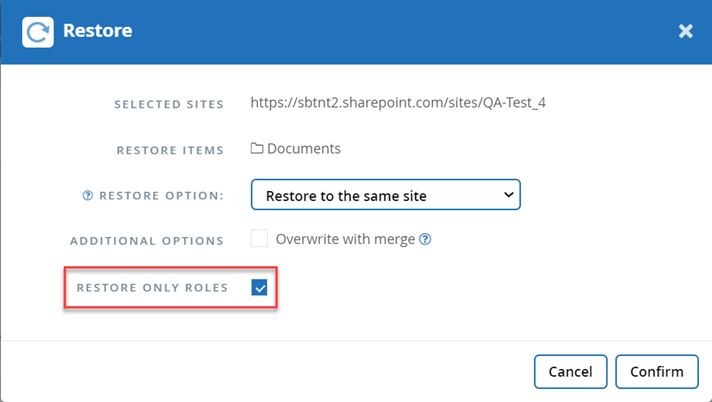 Restore
SELECTED SITES https://sbtnt2.sharepoint.com/sites/QA-Test_4
RESTORE ITEMS Documents
? RESTORE OPTION: Restore to the same site
ADDITIONAL OPTIONS Overwrite with merge ?
RESTORE ONLY ROLES
Cancel Confirm